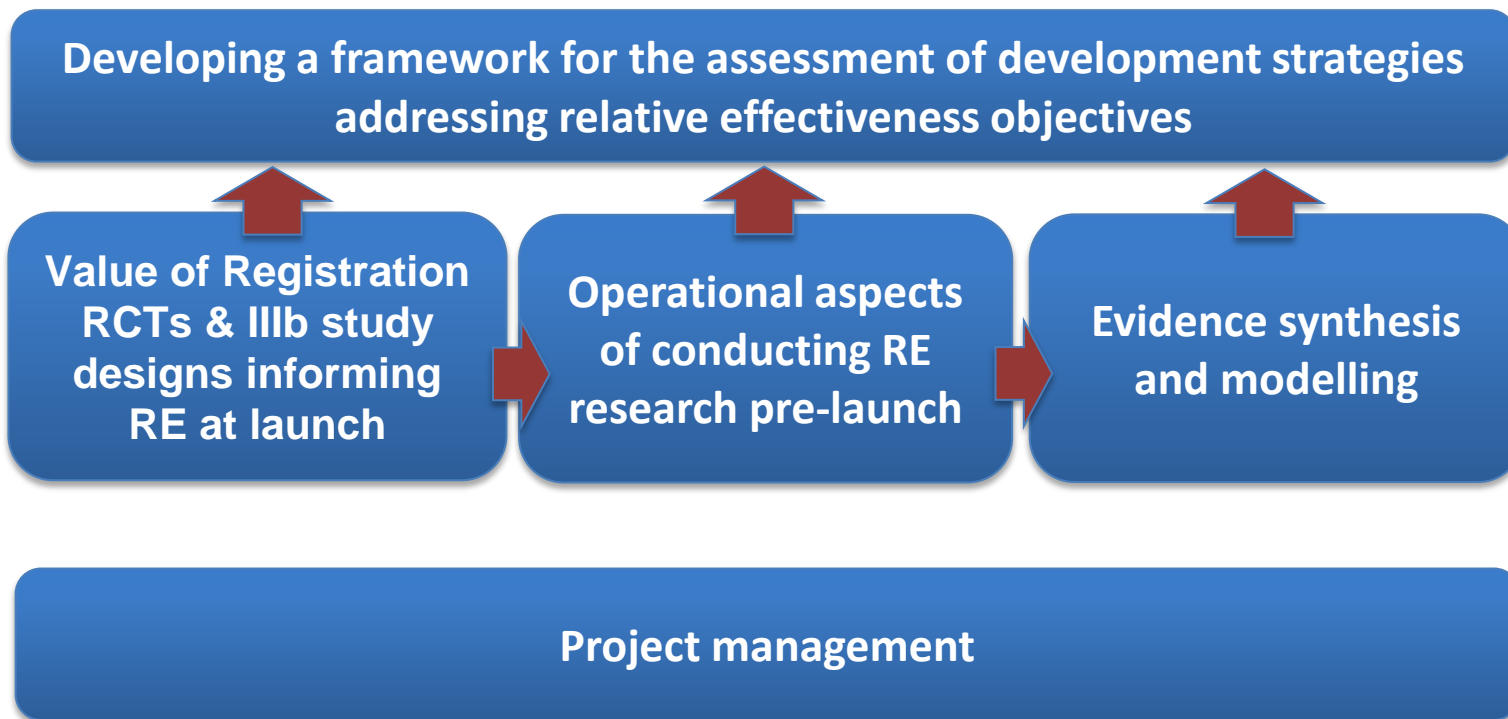 Developing a framework for the assessment of development strategies
addressing relative effectiveness objectives
Value of Registration
RCTs & IIIb study
designs informing
RE at launch
Operational aspects
of conducting RE
research pre-launch
Evidence synthesis
and modelling
Project management